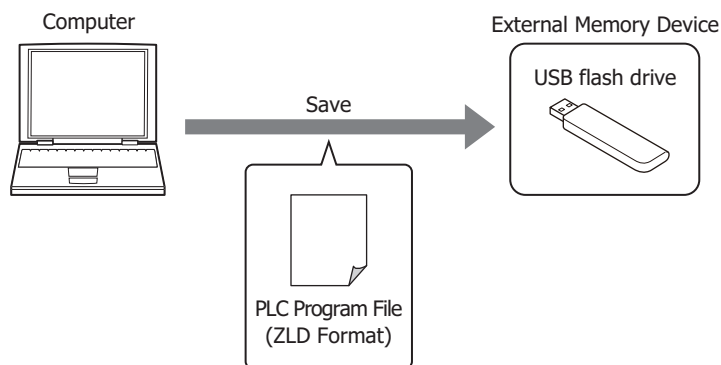 Computer
External Memory Device
USB flash drive
Save
PLC Program File
(ZLD Format)